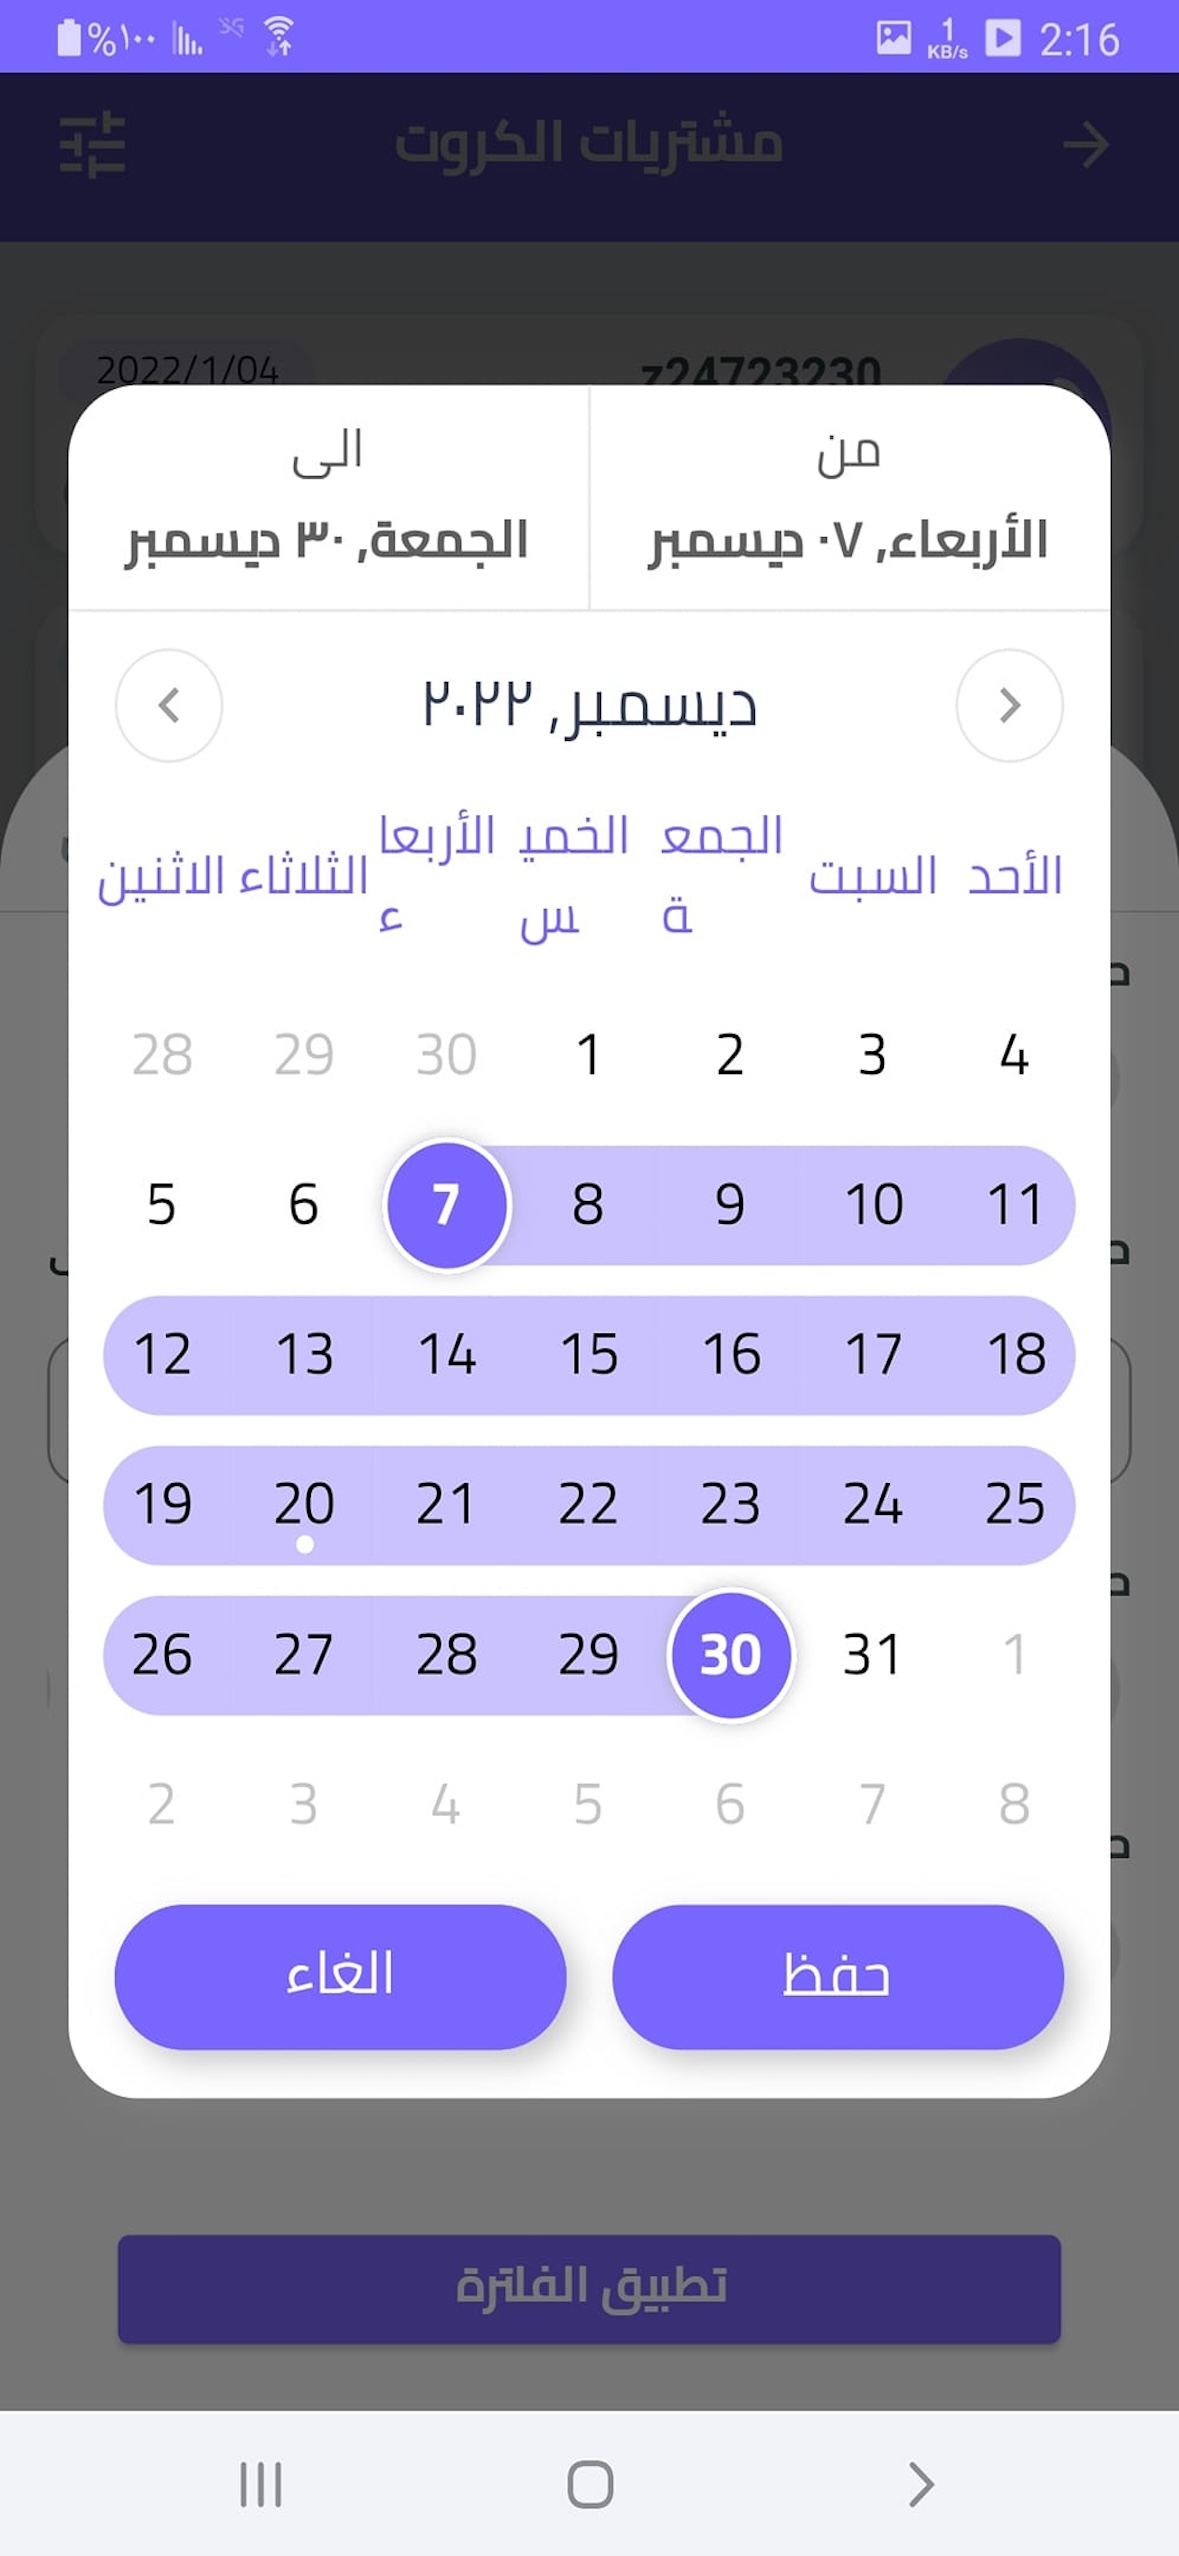 2:16
1
KB/s
3G
%١٠٠
مشتريات الكروت
z24723230
2022/1/04
من
الى
الأربعاء, ٠٧ ديسمبر
الجمعة, ٣٠ ديسمبر
ديسمبر, ٢٠٢٢
الاثنين الثلاثاء الأربعاء الخميس الجمعة السبت الأحد
28 29 30 1 2 3 4
5 6 7 8 9 10 11
12 13 14 15 16 17 18
19 20 21 22 23 24 25
26 27 28 29 30 31 1
2 3 4 5 6 7 8
حفظ
الغاء
تطبيق الفلترة